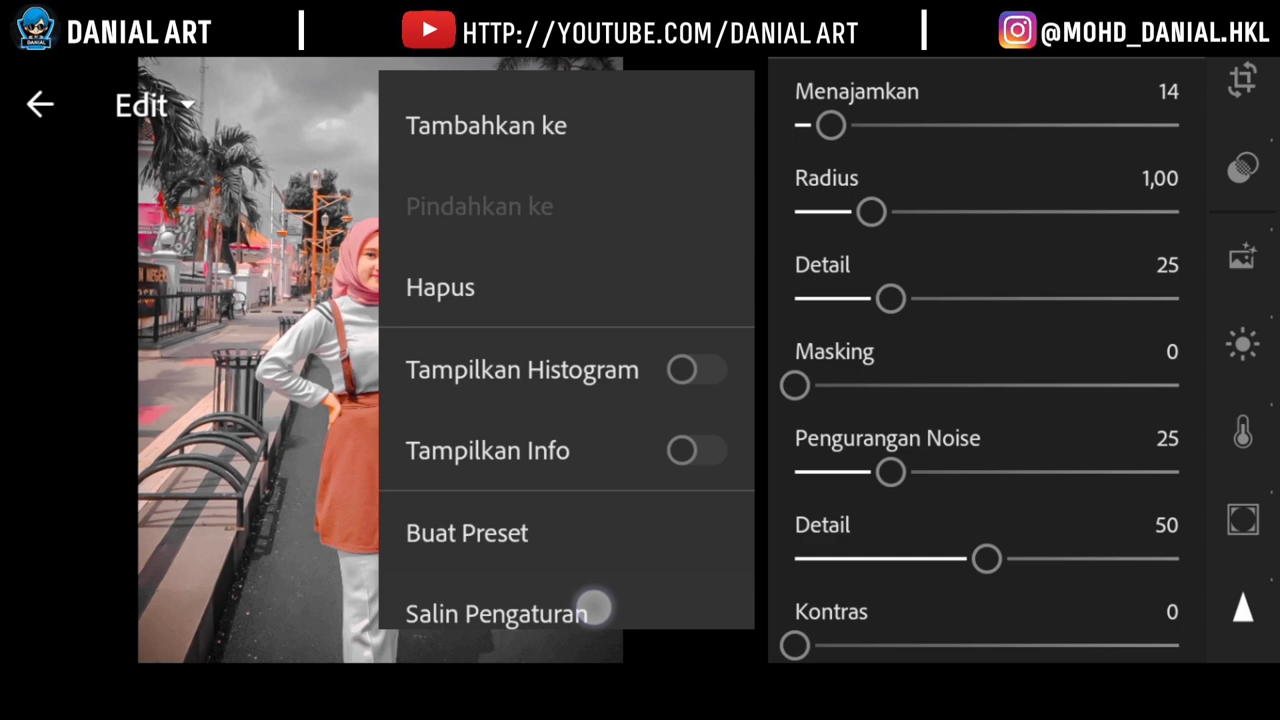 DANIAL ART
HTTP://YOUTUBE.COM/DANIAL ART
@MOHD_DANIAL.HKL
DANIAL
Edit
Tambahkan ke
Pindahkan ke
Hapus
Tampilkan Histogram
Tampilkan Info
Buat Preset
Salin Pengaturan
Menajamkan 14
Radius 1,00
Detail 25
Masking 0
Pengurangan Noise 25
Detail 50
Kontras 0